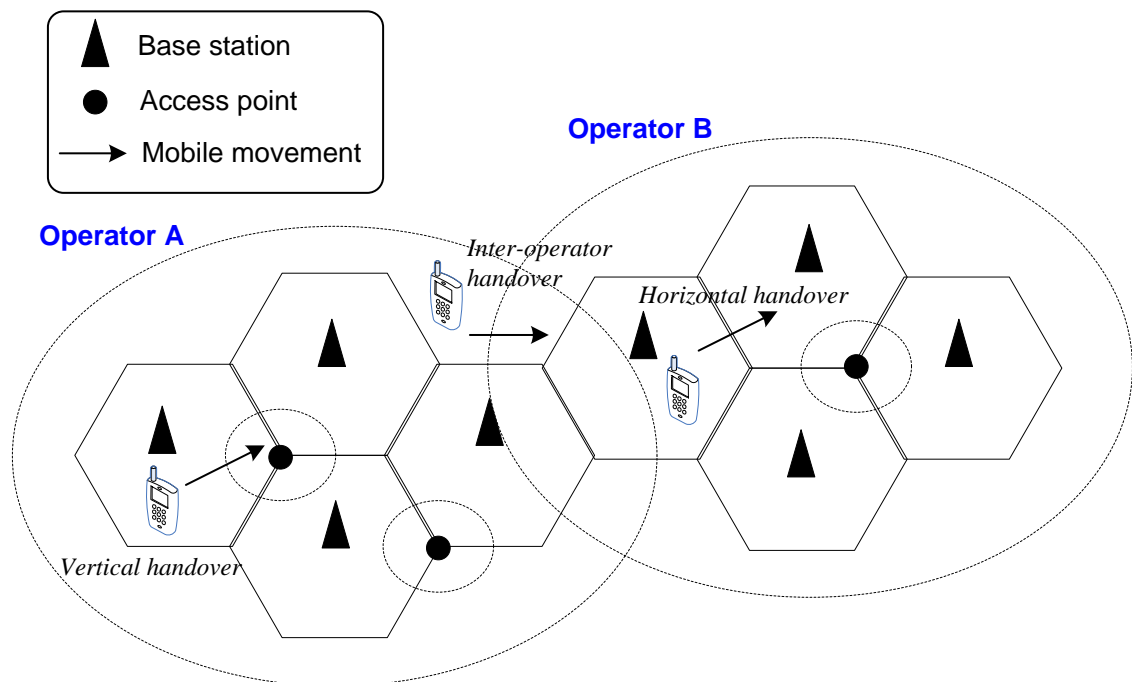 Base station
Access point
Mobile movement
Operator B
Operator A
Inter-operator
handover
Horizontal handover
Vertical handover